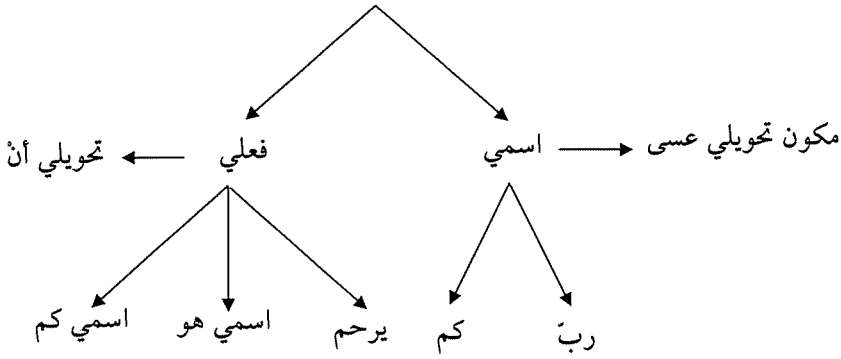 مكون تحويلي عسى
اسمي
فعلي
تحويلي أنْ
ربّ
كم
يرحم
اسمي هو
اسمي كم